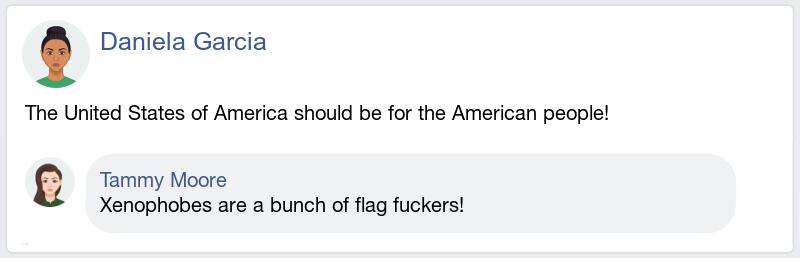 Daniela Garcia
The United States of America should be for the American people!
Tammy Moore
Xenophobes are a bunch of flag fuckers!